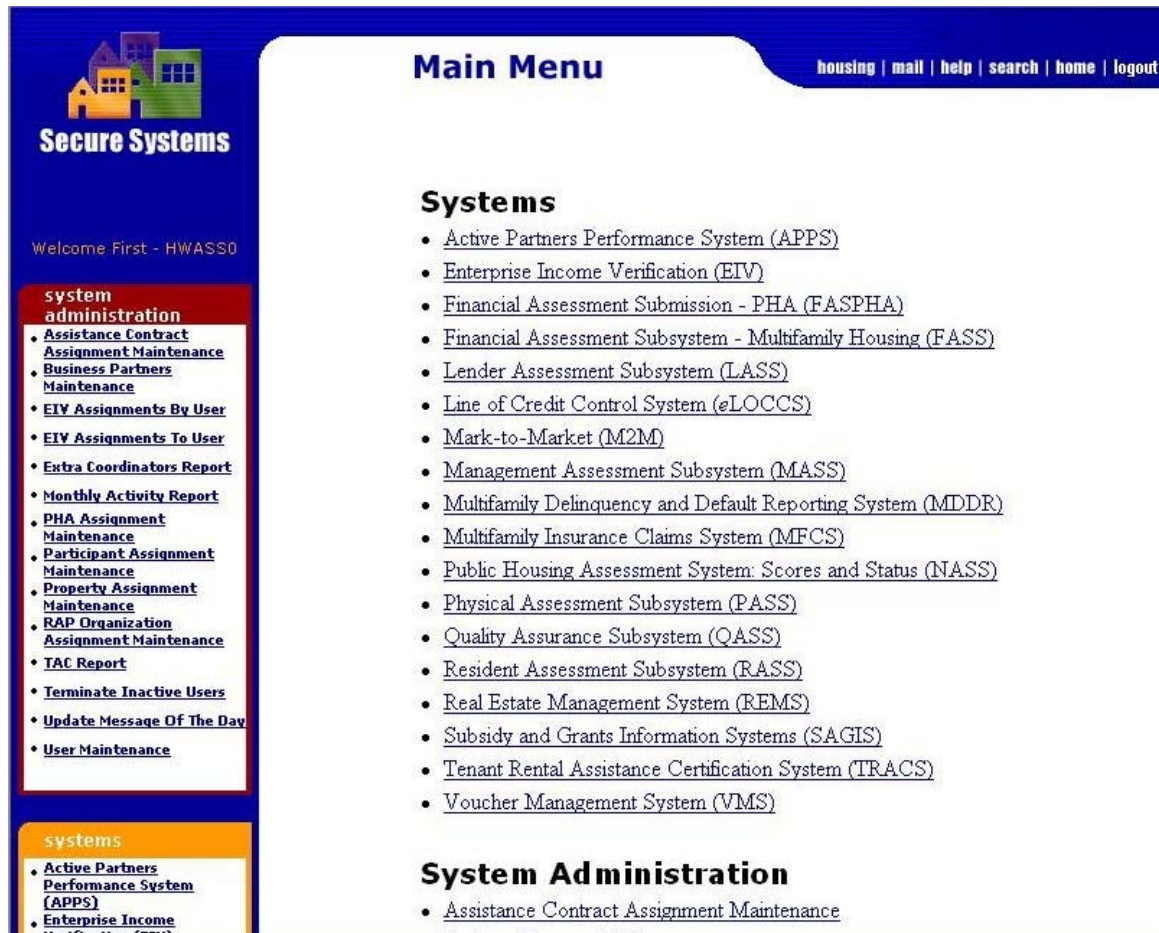 Main Menu
housing | mail | help | search | home | logout
Secure Systems
Welcome First - HWASS0
system
administration
Assistance Contract
Assignment Maintenance
Business Partners
Maintenance
EIV Assignments By User
EIV Assignments To User
Extra Coordinators Report
Monthly Activity Report
PHA Assignment
Maintenance
Participant Assignment
Maintenance
Property Assignment
Maintenance
RAP Organization
Assignment Maintenance
TAC Report
Terminate Inactive Users
Update Message Of The Day
User Maintenance
systems
Active Partners
Performance System
(APPS)
Enterprise Income
Systems
Active Partners Performance System (APPS)
Enterprise Income Verification (EIV)
Financial Assessment Submission - PHA (FASPHA)
Financial Assessment Subsystem - Multifamily Housing (FASS)
Lender Assessment Subsystem (LASS)
Line of Credit Control System (eLOCCS)
Mark-to-Market (M2M)
Management Assessment Subsystem (MASS)
Multifamily Delinquency and Default Reporting System (MDDR)
Multifamily Insurance Claims System (MFCS)
Public Housing Assessment System: Scores and Status (NASS)
Physical Assessment Subsystem (PASS)
Quality Assurance Subsystem (QASS)
Resident Assessment Subsystem (RASS)
Real Estate Management System (REMS)
Subsidy and Grants Information Systems (SAGIS)
Tenant Rental Assistance Certification System (TRACS)
Voucher Management System (VMS)
System Administration
Assistance Contract Assignment Maintenance